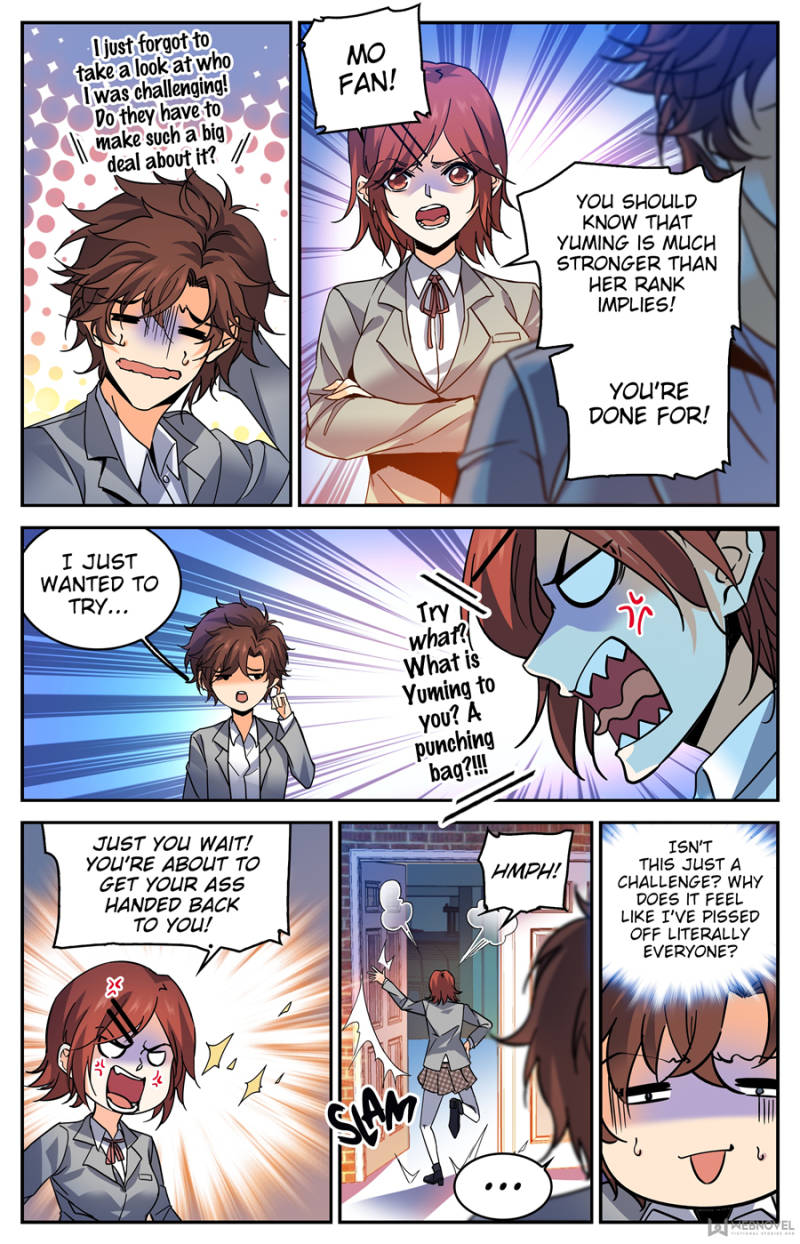 I just forgot to
take a look at who
I was challenging!
Do they have to
make such a big
deal about it?
MO
FAN!
YOU SHOULD
KNOW THAT
YUMING IS MUCH
STRONGER THAN
HER RANK
IMPLIES!
YOU'RE
DONE FOR!
I JUST
WANTED TO
TRY...
Try
what?
What is
Yuming to
you? A
punching
bag?!!!
JUST YOU WAIT!
YOU'RE ABOUT TO
GET YOUR ASS
HANDED BACK
TO YOU!
HMPH!
SLAM
...
ISN'T
THIS JUST A
CHALLENGE? WHY
DOES IT FEEL
LIKE I'VE PISSED
OFF LITERALLY
EVERYONE?
WEBNOVEL